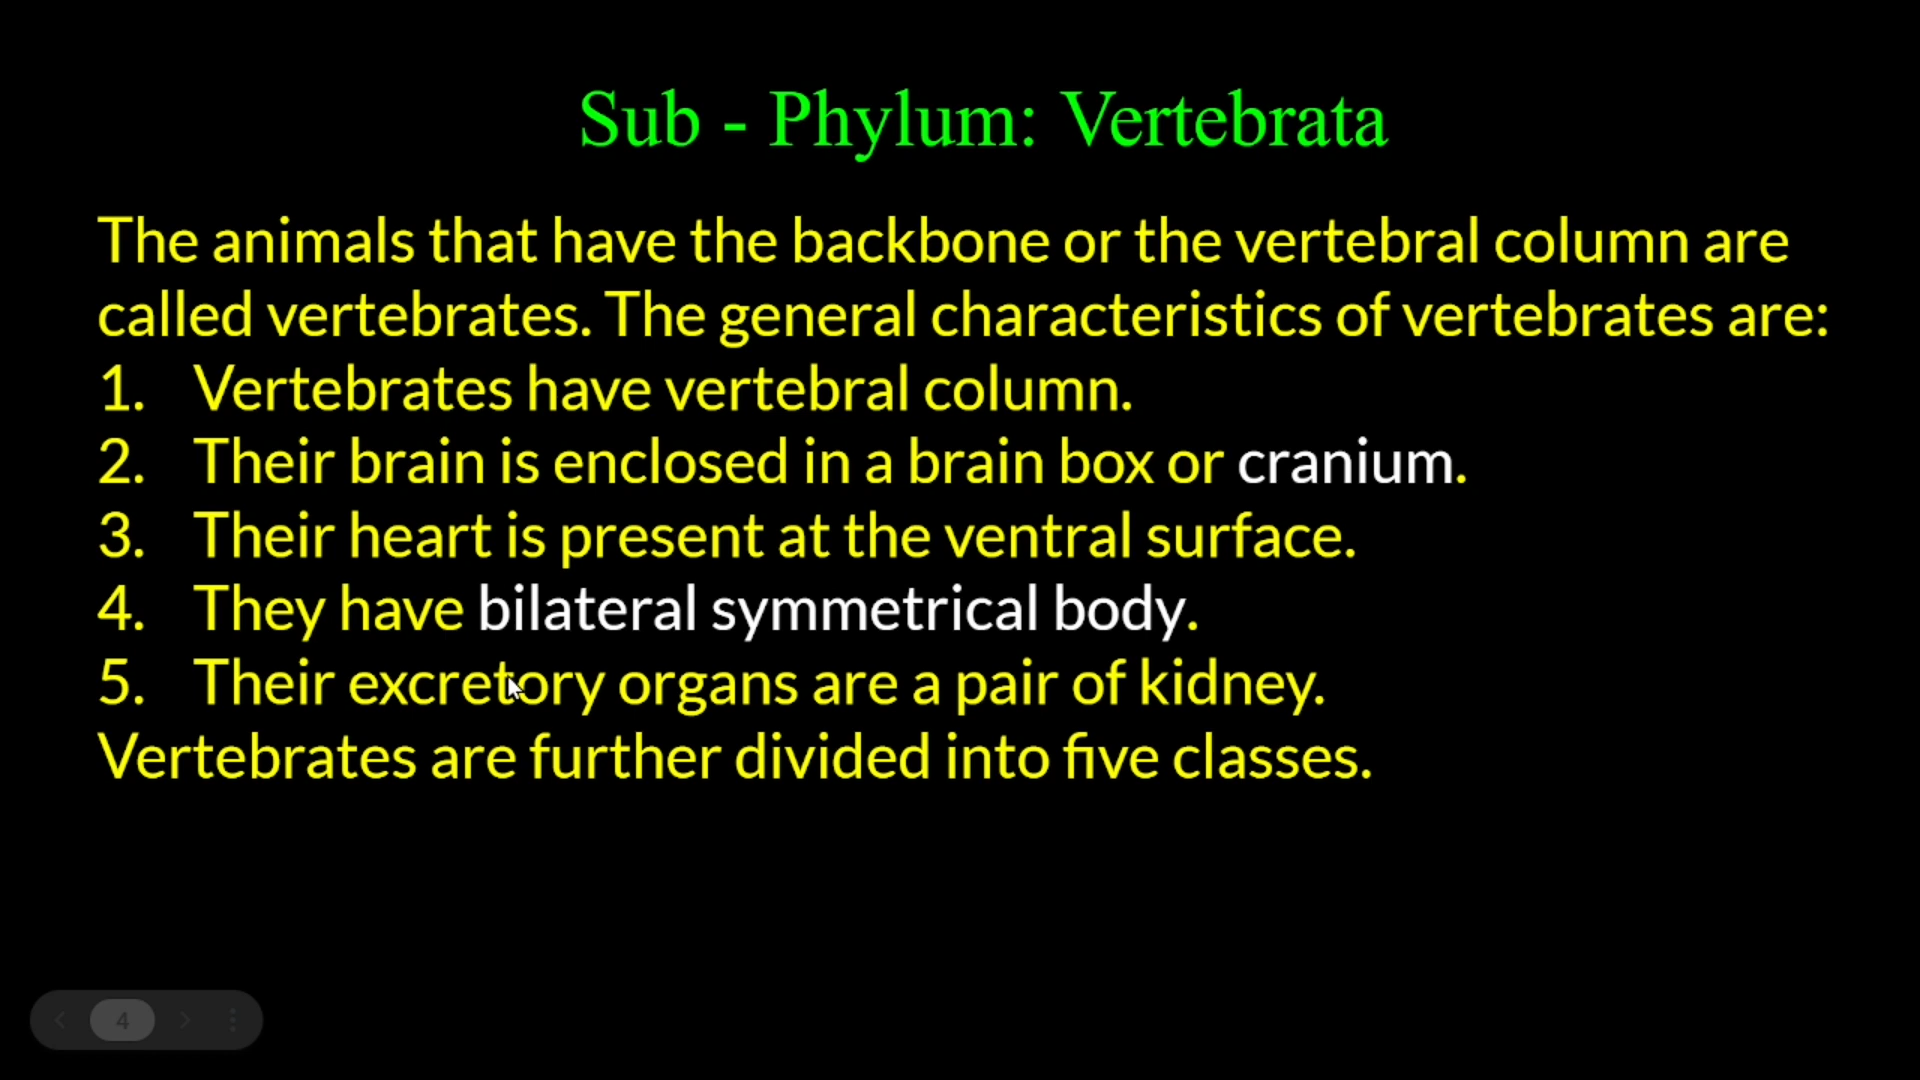 Sub - Phylum: Vertebrata
The animals that have the backbone or the vertebral column are
called vertebrates. The general characteristics of vertebrates are:
1. Vertebrates have vertebral column.
2. Their brain is enclosed in a brain box or cranium.
3. Their heart is present at the ventral surface.
4. They have bilateral symmetrical body.
5. Their excretory organs are a pair of kidney.
Vertebrates are further divided into five classes.
4